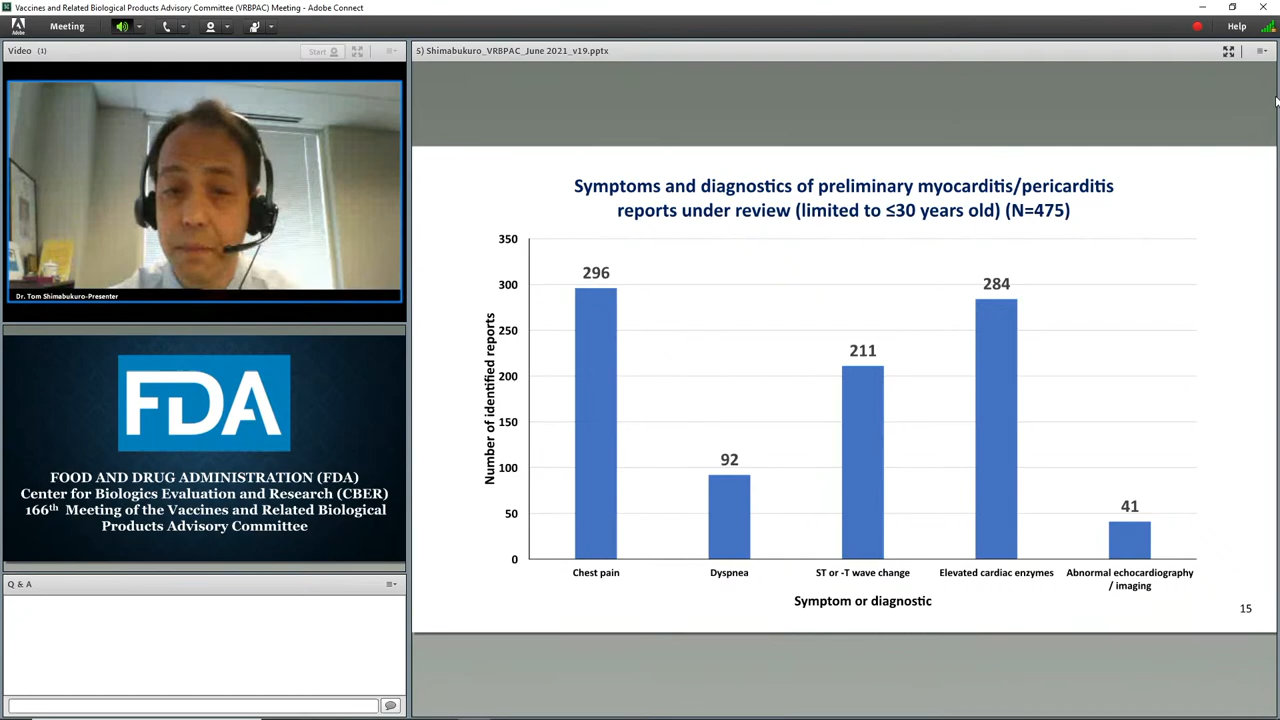 Vaccines and Related Biological Products Advisory Committee (VRBPAC) Meeting - Adobe Connect
Adobe
Meeting
Help
Video (1)
Start
Dr. Tom Shimabukuro-Presenter
FDA
FOOD AND DRUG ADMINISTRATION (FDA)
Center for Biologics Evaluation and Research (CBER)
166th Meeting of the Vaccines and Related Biological
Products Advisory Committee
Q & A
5) Shimabukuro_VRBPAC_June 2021_v19.pptx
Symptoms and diagnostics of preliminary myocarditis/pericarditis
reports under review (limited to ≤30 years old) (N=475)
Number of identified reports
350
300
250
200
150
100
50
0
296
92
211
284
41
Chest pain
Dyspnea
ST or -T wave change
Elevated cardiac enzymes
Abnormal echocardiography
/ imaging
Symptom or diagnostic
15